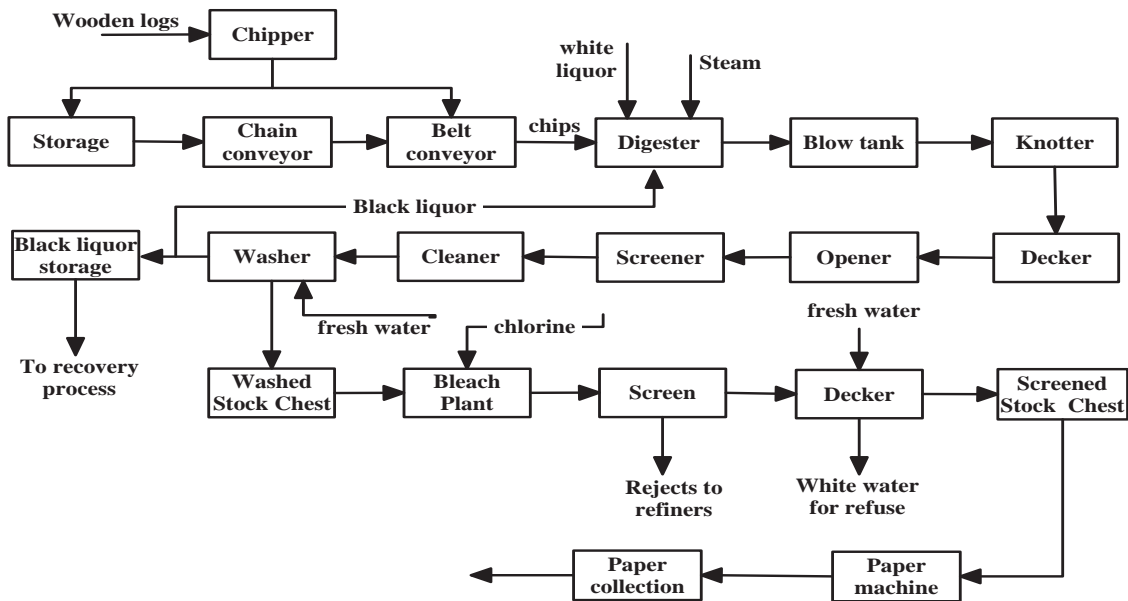 Wooden logs
Chipper
white
liquor
Steam
Storage
Chain
conveyor
Belt
conveyor
chips
Digester
Blow tank
Knotter
Black liquor
Black liquor
storage
Washer
Cleaner
Screener
Opener
Decker
fresh water
chlorine
fresh water
To recovery
process
Washed
Stock Chest
Bleach
Plant
Screen
Decker
Screened
Stock Chest
Rejects to
refiners
White water
for refuse
Paper
collection
Paper
machine